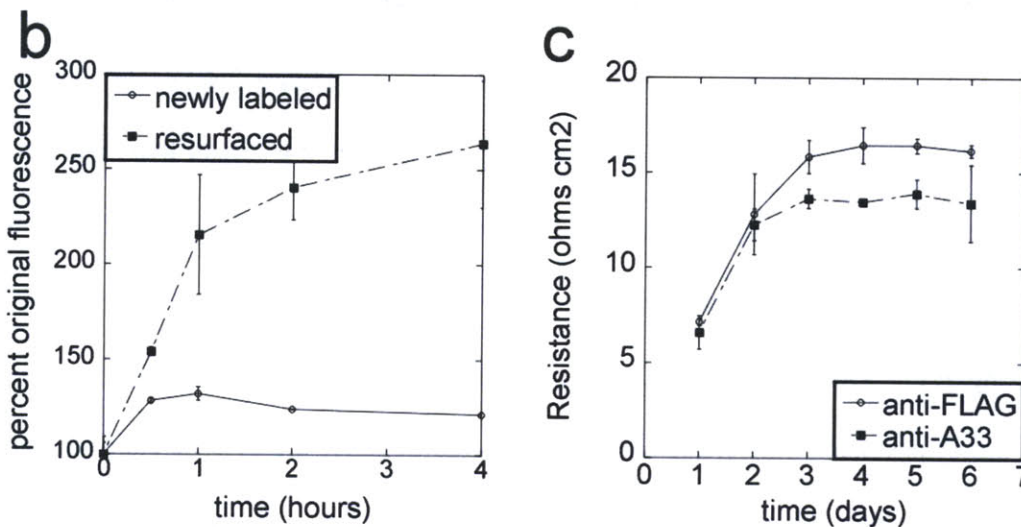 b
300
250
200
150
100
percent original fluorescence
newly labeled
resurfaced
0
1
2
3
4
time (hours)
c
20
15
10
5
0
Resistance (ohms cm2)
anti-FLAG
anti-A33
0
1
2
3
4
5
6
7
time (days)